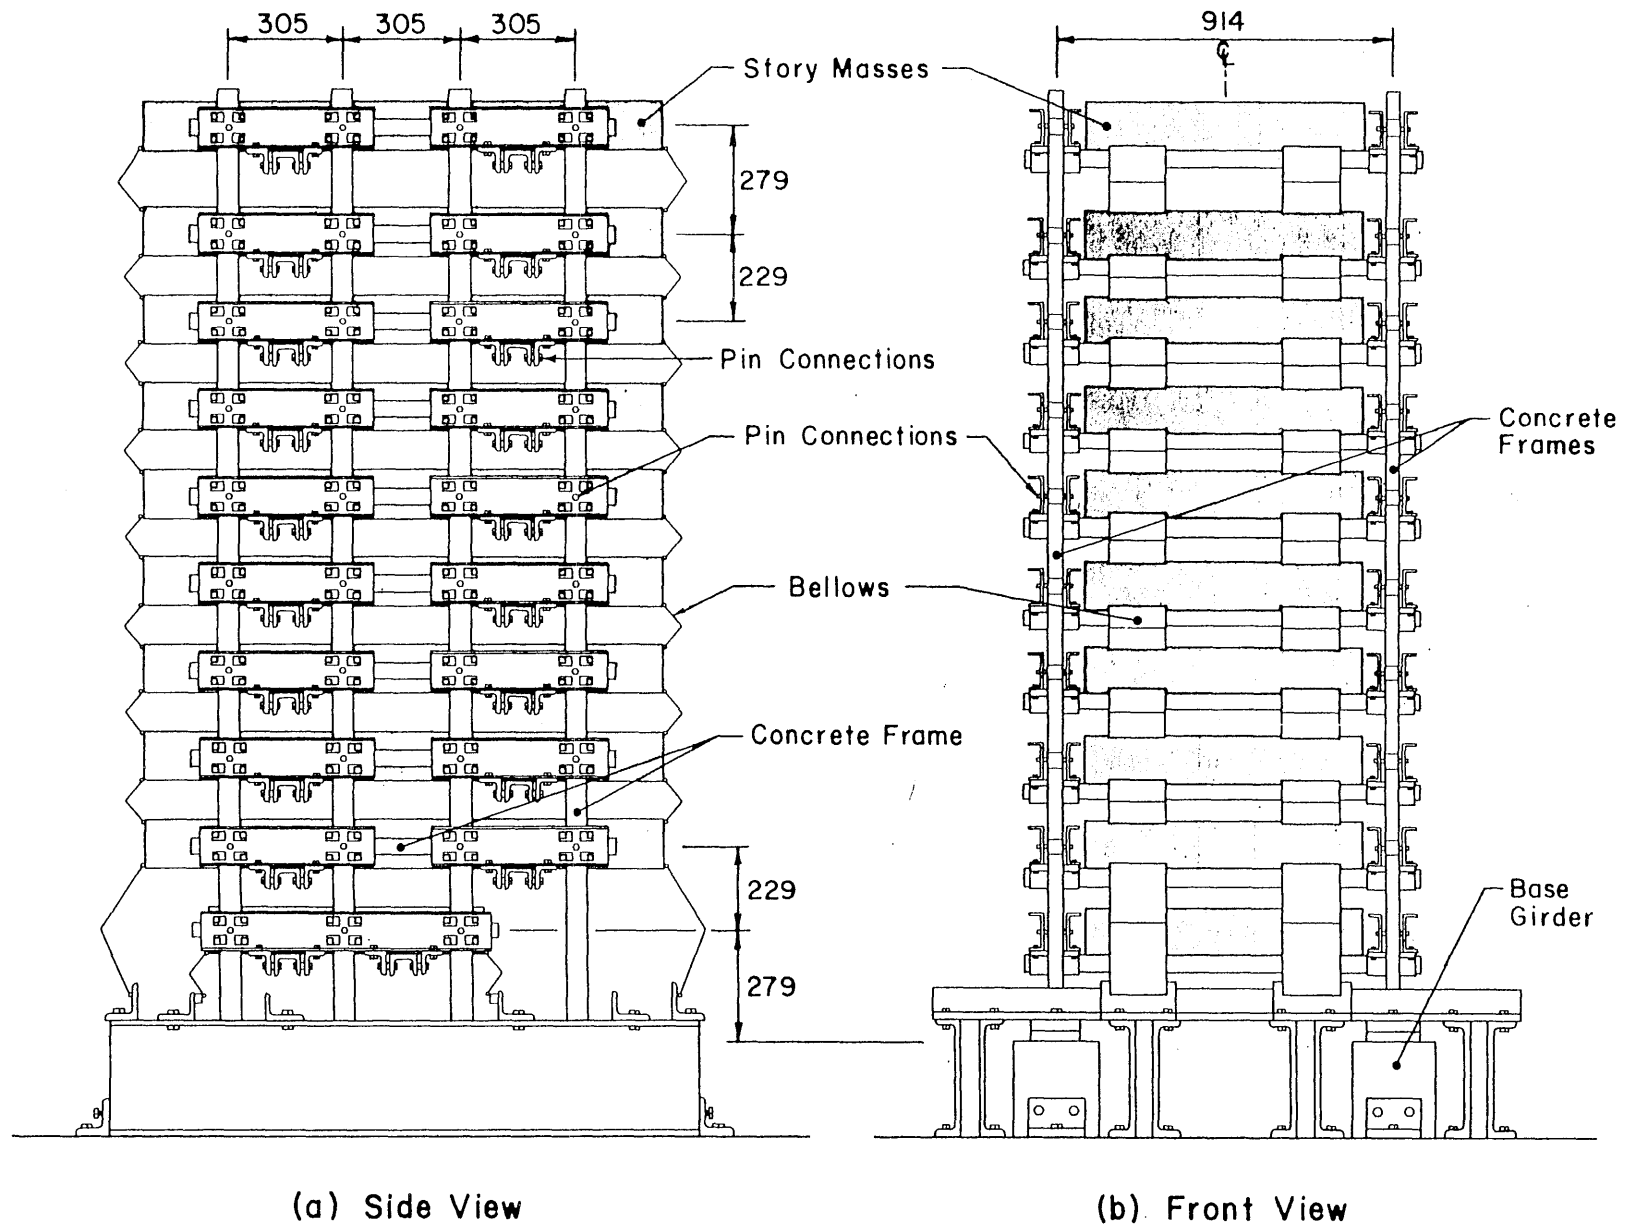 305 305 305
914
℄
Story Masses
279
229
Pin Connections
Pin Connections
Concrete
Frames
Bellows
Concrete Frame
229
Base
Girder
279
(a) Side View
(b) Front View